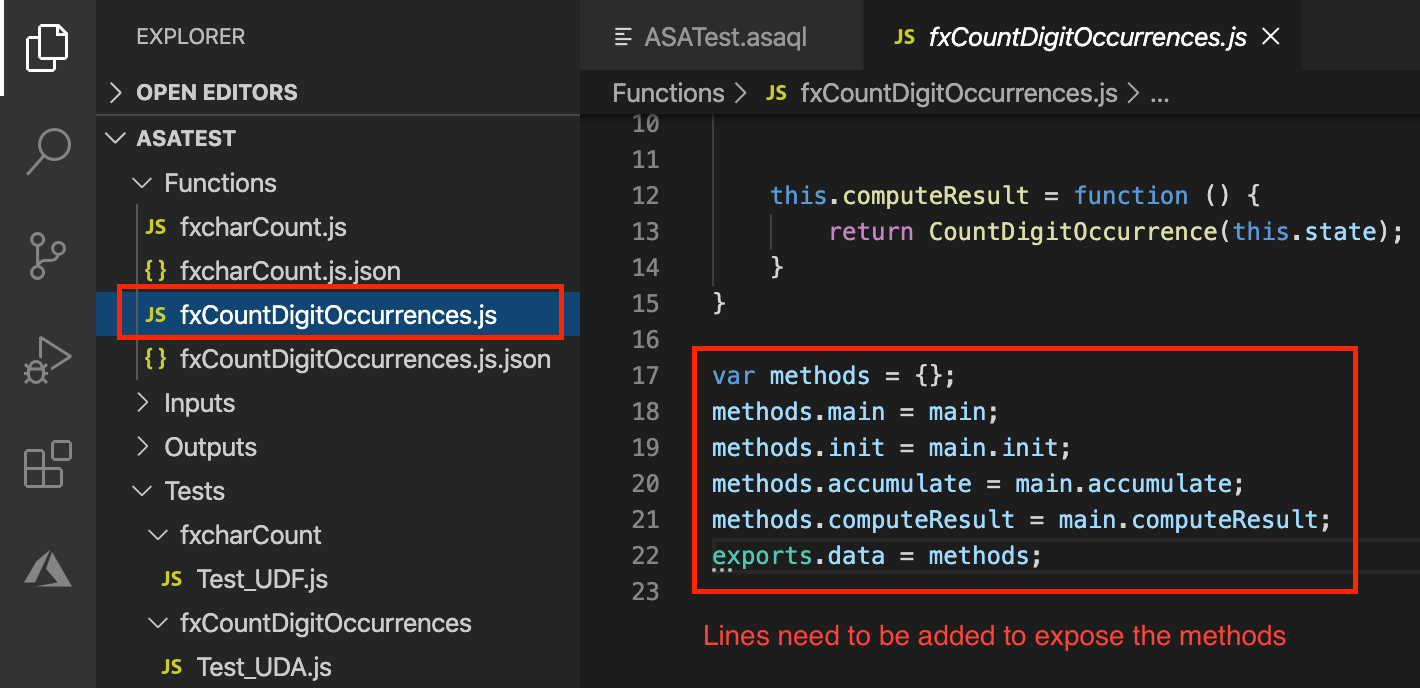 EXPLORER
OPEN EDITORS
ASATEST
Functions
JS fxcharCount.js
{} fxcharCount.js.json
JS fxCountDigitOccurrences.js
{} fxCountDigitOccurrences.js.json
Inputs
Outputs
Tests
fxcharCount
JS Test_UDF.js
fxCountDigitOccurrences
JS Test_UDA.js
ASATest.asaql
JS fxCountDigitOccurrences.js
Functions > JS fxCountDigitOccurrences.js > ...
10
11
12 this.computeResult = function () {
13 return CountDigitOccurrence(this.state);
14 }
15 }
16
17 var methods = {};
18 methods.main = main;
19 methods.init = main.init;
20 methods.accumulate = main.accumulate;
21 methods.computeResult = main.computeResult;
22 exports.data = methods;
23
Lines need to be added to expose the methods